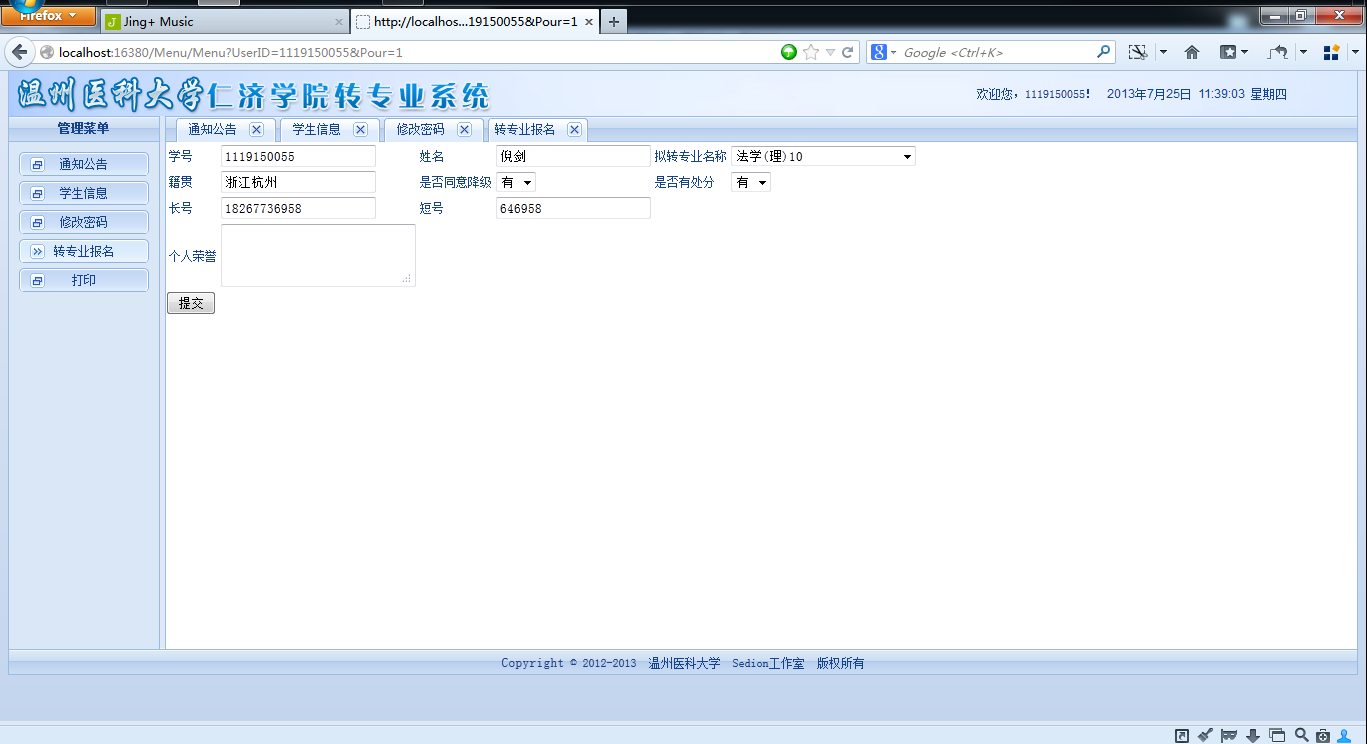 Firefox
Jing+ Music
http://localhos...19150055&Pour=1
localhost:16380/Menu/Menu?UserID=1119150055&Pour=1
Google <Ctrl+K>
温州医科大学仁济学院转专业系统
欢迎您，1119150055! 2013年7月25日 11:39:03 星期四
管理菜单
通知公告 学生信息 修改密码 转专业报名
通知公告
学生信息
修改密码
转专业报名
打印
学号 1119150055 姓名 倪剑 拟转专业名称 法学(理)10
籍贯 浙江杭州 是否同意降级 有 是否有处分 有
长号 18267736958 短号 646958
个人荣誉
提交
Copyright © 2012-2013 温州医科大学 Sedion工作室 版权所有